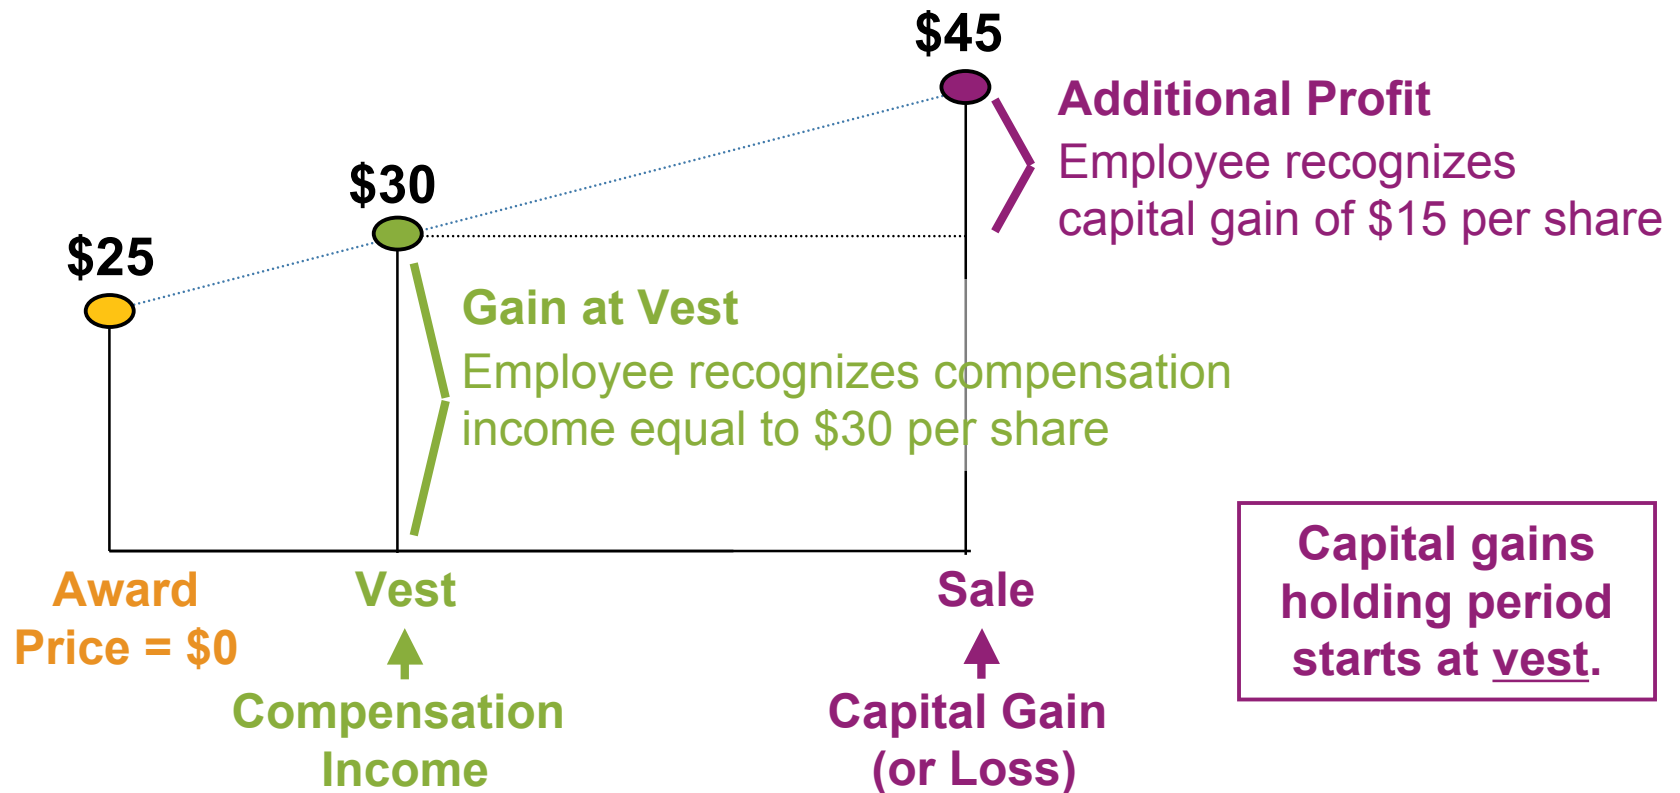 $45
Additional Profit
Employee recognizes
capital gain of $15 per share
$30
$25
Gain at Vest
Employee recognizes compensation
income equal to $30 per share
Award
Price = $0
Vest
Sale
Compensation
Income
Capital Gain
(or Loss)
Capital gains
holding period
starts at vest.